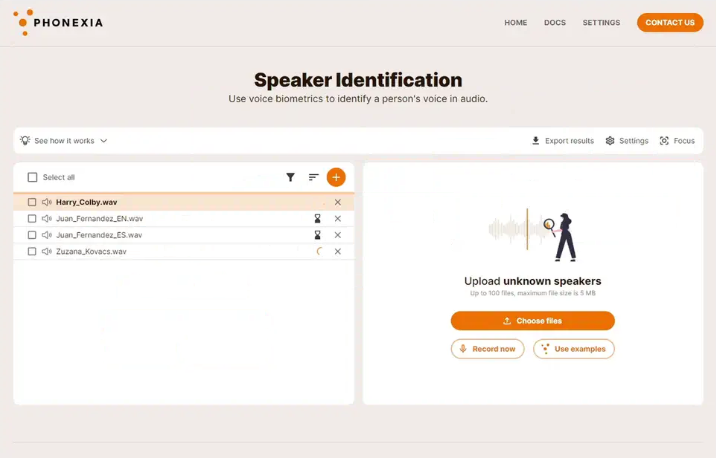 PHONEXIA
HOME DOCS SETTINGS CONTACT US
Speaker Identification
Use voice biometrics to identify a person's voice in audio.
See how it works Export results Settings Focus
Select all
Harry_Colby.wav
Juan_Fernandez_EN.wav
Juan_Fernandez_ES.wav
Zuzana_Kovacs.wav
Upload unknown speakers
Up to 100 files, maximum file size is 5 MB
Choose files
Record now Use examples